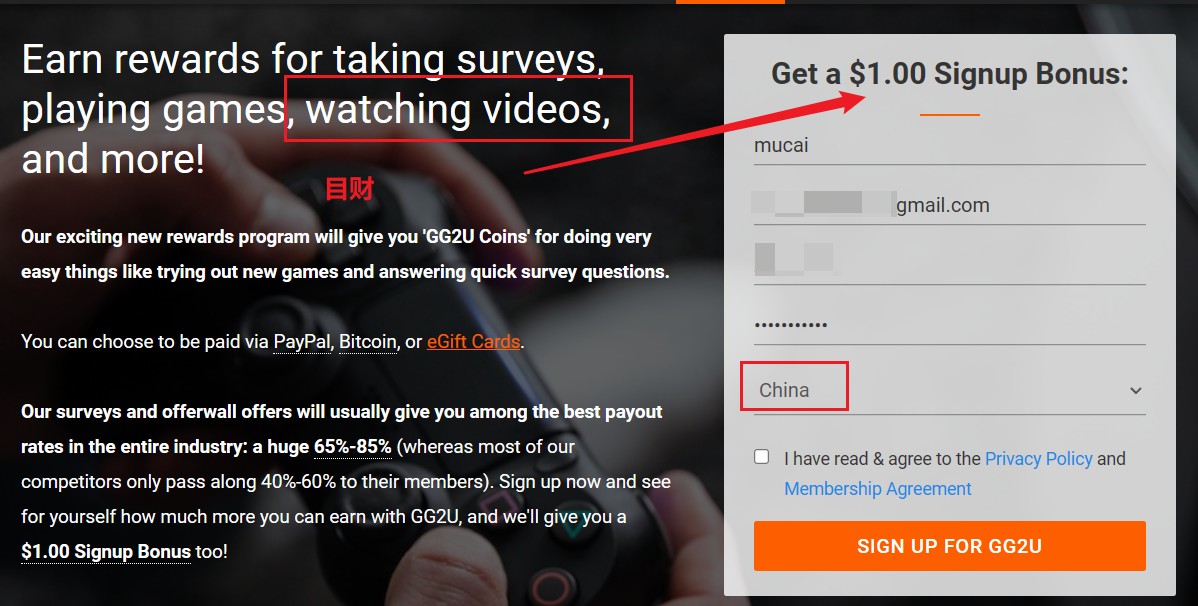 Earn rewards for taking surveys,
playing games, watching videos,
and more!
目财
Our exciting new rewards program will give you 'GG2U Coins' for doing very
easy things like trying out new games and answering quick survey questions.
You can choose to be paid via PayPal, Bitcoin, or eGift Cards.
Our surveys and offerwall offers will usually give you among the best payout
rates in the entire industry: a huge 65%-85% (whereas most of our
competitors only pass along 40%-60% to their members). Sign up now and see
for yourself how much more you can earn with GG2U, and we'll give you a
$1.00 Signup Bonus too!
Get a $1.00 Signup Bonus:
mucai
gmail.com
•••••••••••
China
I have read & agree to the Privacy Policy and
Membership Agreement
SIGN UP FOR GG2U